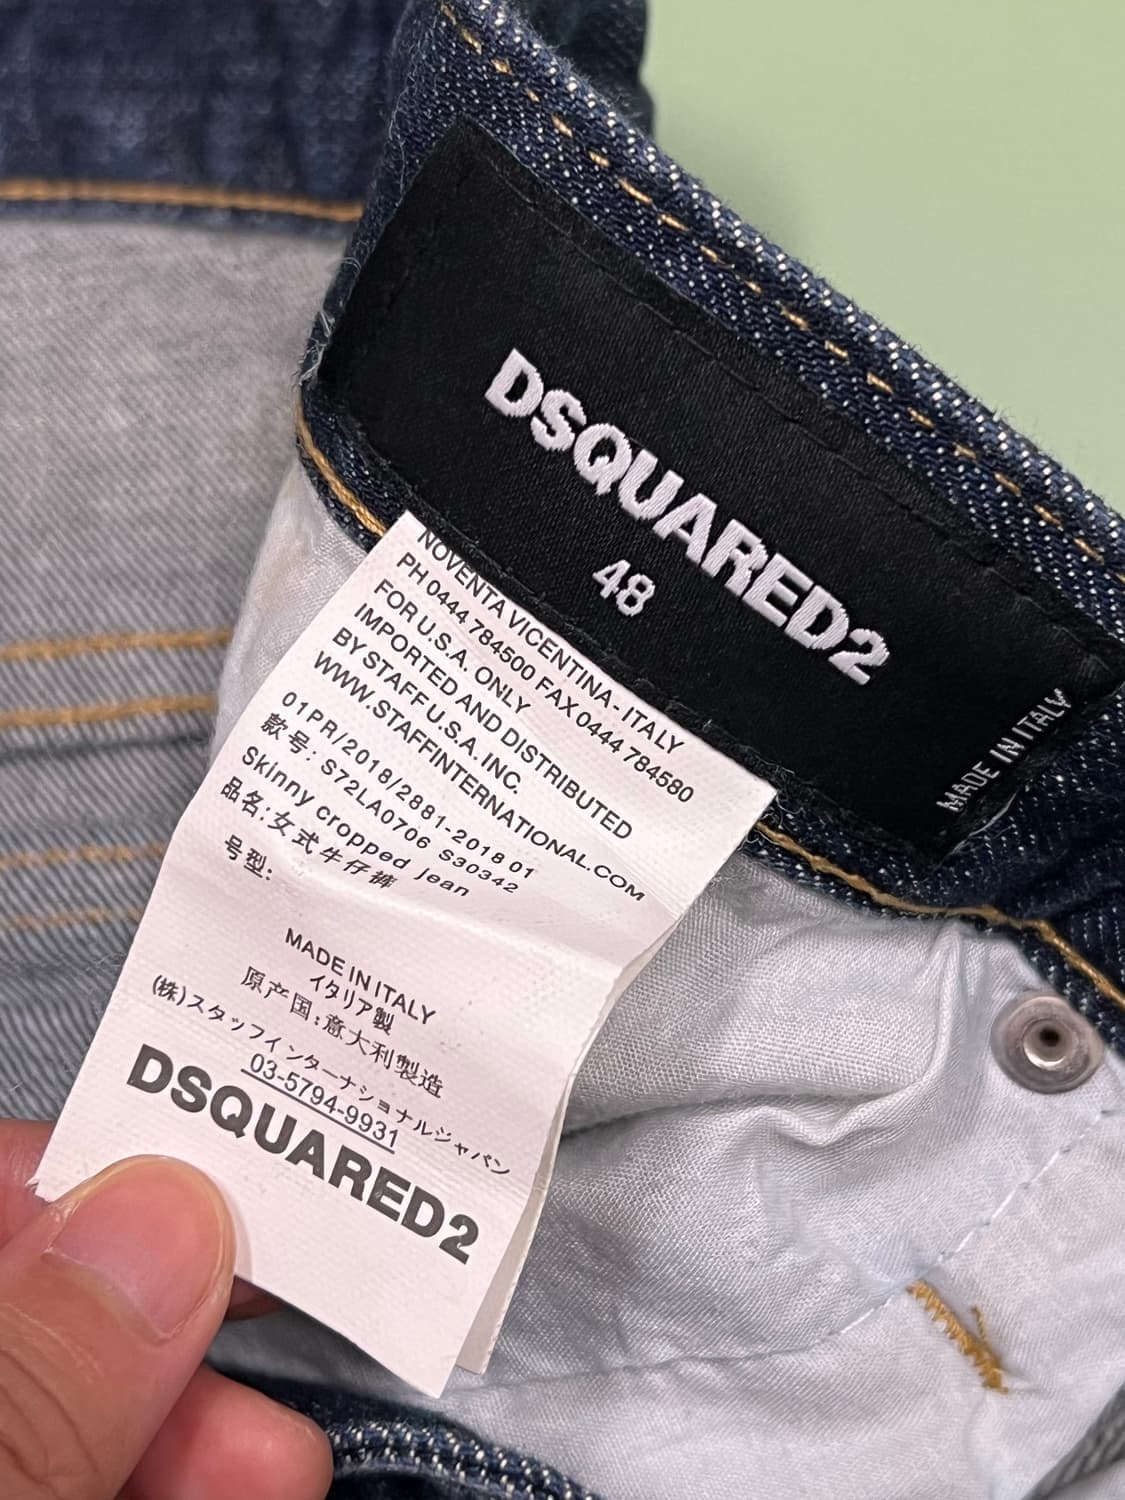 DSQUARED2
48
MADE IN ITALY
NOVENTA VICENTINA - ITALY
PH 0444 784500 FAX 0444 784580
FOR U.S.A. ONLY
IMPORTED AND DISTRIBUTED
BY STAFF U.S.A. INC.
WWW.STAFFINTERNATIONAL.COM
01PR/2018/2881-2018 01
款号: S72LA0706 S30342
Skinny cropped jean
品名:女式牛仔裤
号型:
MADE IN ITALY
イタリア製
原产国:意大利製造
(株)スタッフインターナショナルジャパン
03-5794-9931
DSQUARED2